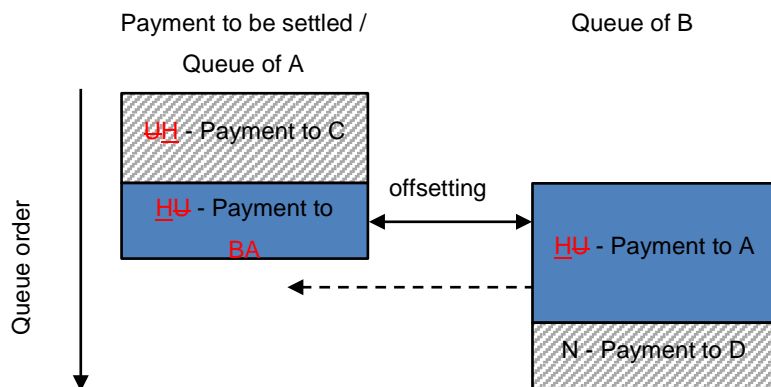 Payment to be settled /
Queue of A
Queue of B
Queue order
UH - Payment to C
HU - Payment to
BA
offsetting
HU - Payment to A
N - Payment to D